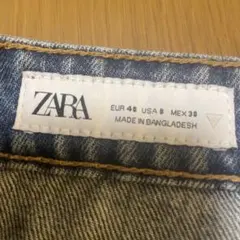 ZARA
EUR 40 USA 8 MEX 30
MADE IN BANGLADESH